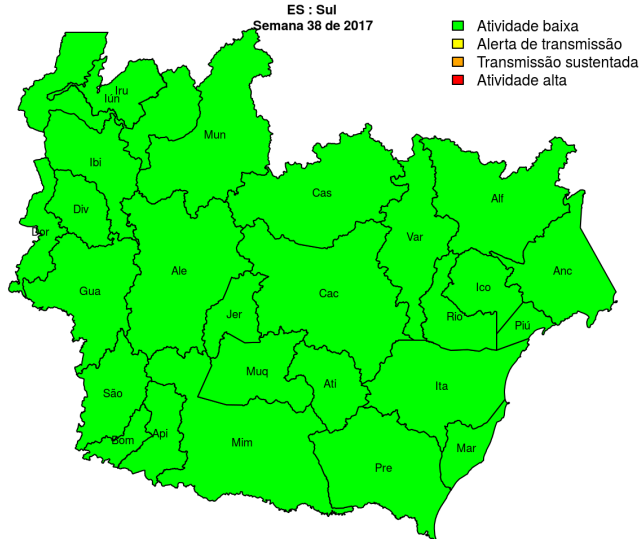 ES : Sul
Semana 38 de 2017
Atividade baixa
Alerta de transmissão
Transmissão sustentada
Atividade alta
Iru
Iún
Mun
Ibi
Cas
Alf
Div
Dor
Var
Ale
Anc
Gua
Cac
Ico
Jer
Rio
Piú
Muq
Ati
Ita
São
Bom
Api
Mim
Mar
Pre